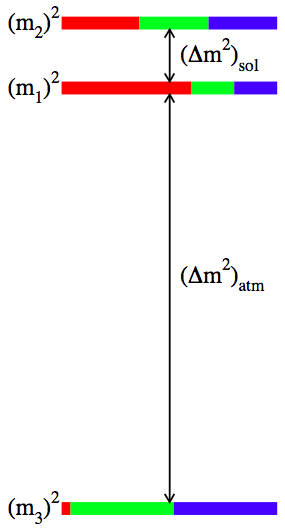 (m₂)²
(Δm²)sol
(m₁)²
(Δm²)atm
(m₃)²